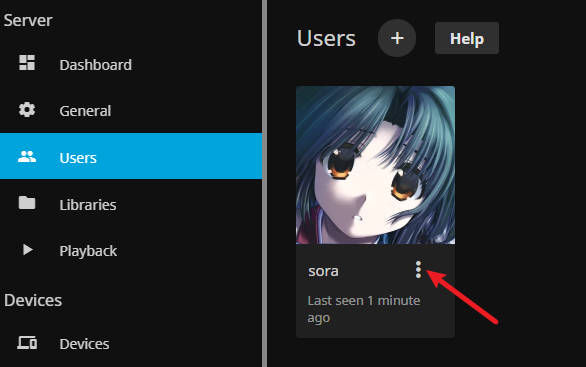 Server
Dashboard
General
Users
Libraries
Playback
Devices
Devices
Users
+
Help
sora
Last seen 1 minute
ago